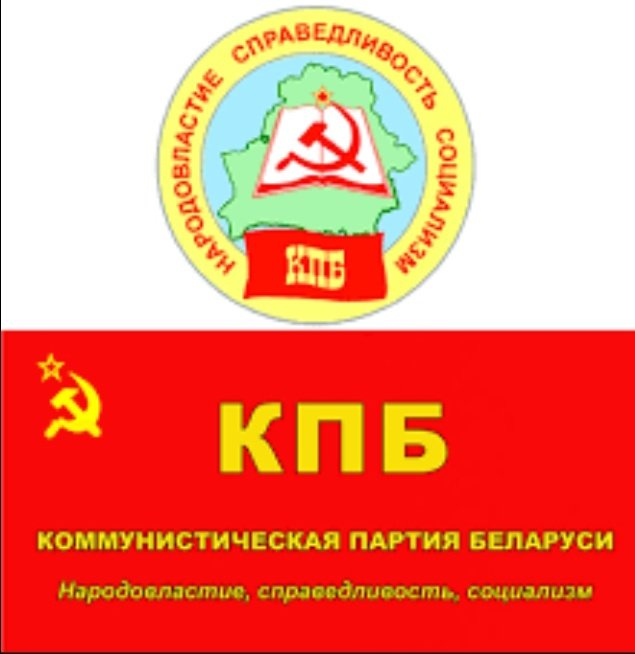 НАРОДОВЛАСТИЕ СПРАВЕДЛИВОСТЬ СОЦИАЛИЗМ
КПБ
КПБ
КОММУНИСТИЧЕСКАЯ ПАРТИЯ БЕЛАРУСИ
Народовластие, справедливость, социализм